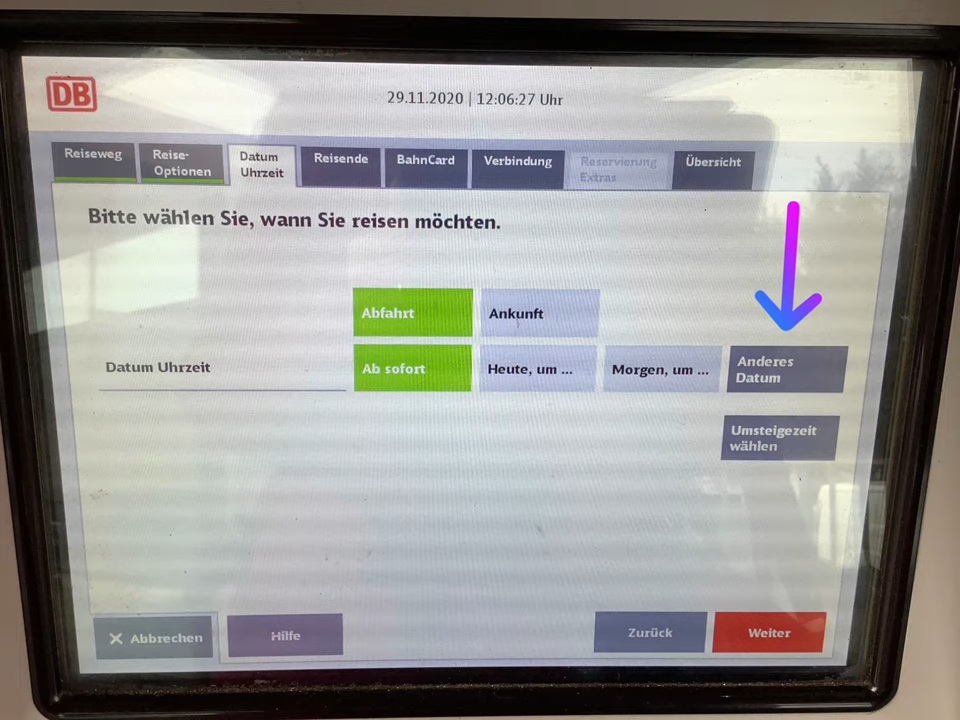 DB
29.11.2020 | 12:06:27 Uhr
Reiseweg
Reise-
Optionen
Datum
Uhrzeit
Reisende
BahnCard
Verbindung
Reservierung
Extras
Übersicht
Bitte wählen Sie, wann Sie reisen möchten.
Abfahrt
Ankunft
Datum Uhrzeit
Ab sofort
Heute, um ...
Morgen, um ...
Anderes
Datum
Umsteigezeit
wählen
X Abbrechen
Hilfe
Zurück
Weiter